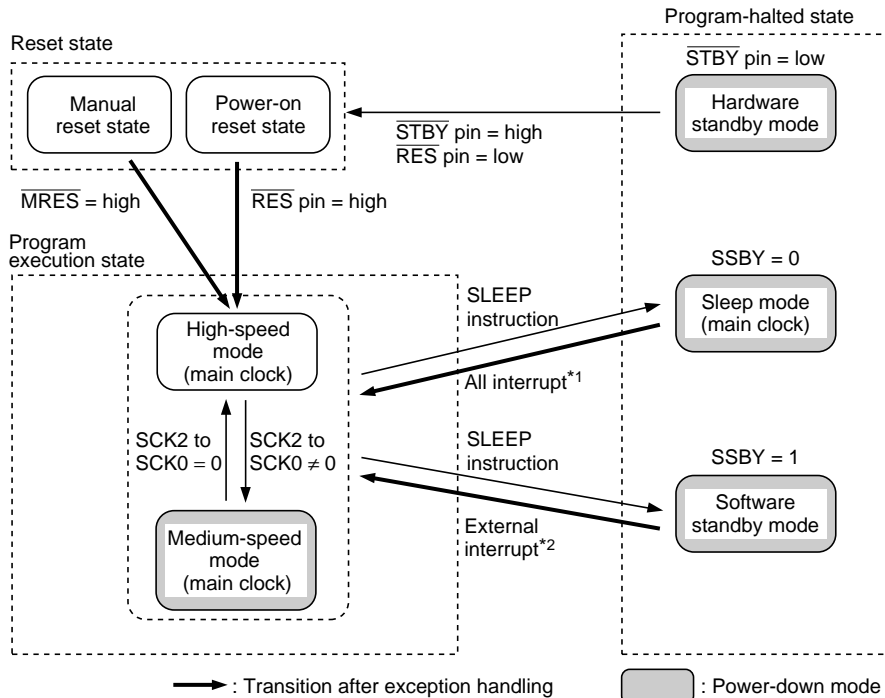 Program-halted state
Reset state
STBY pin = low
Manual
reset state
Power-on
reset state
Hardware
standby mode
STBY pin = high
RES pin = low
MRES = high
RES pin = high
Program
execution state
SSBY = 0
SLEEP
instruction
Sleep mode
(main clock)
High-speed
mode
(main clock)
All interrupt*1
SCK2 to
SCK0 = 0
SCK2 to
SCK0 ≠ 0
SLEEP
instruction
SSBY = 1
Software
standby mode
External
interrupt*2
Medium-speed
mode
(main clock)
: Transition after exception handling
: Power-down mode